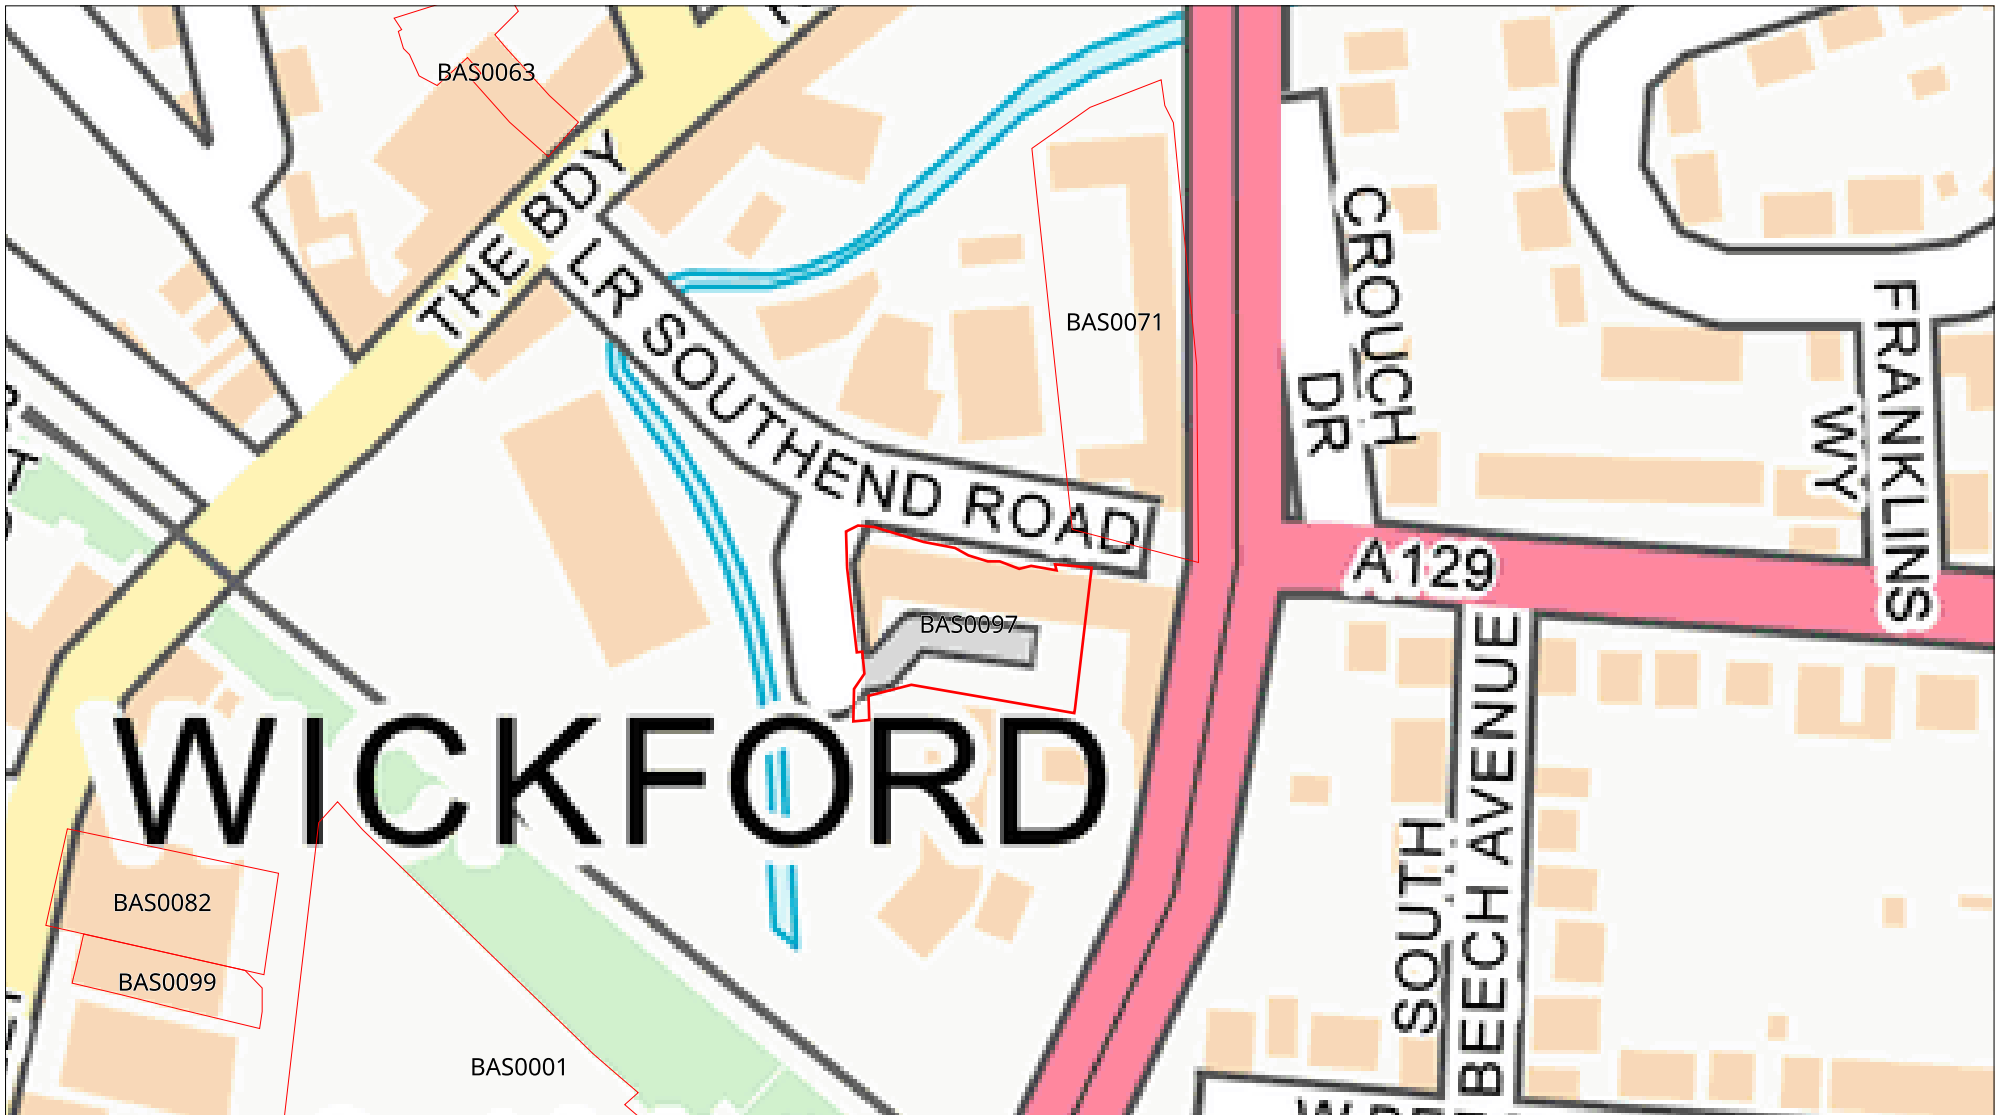 BAS0063
THE BDY
LR SOUTHEND ROAD
BAS0071
CROUCH
DR
FRANKLINS
WY
A129
BAS0097
WICKFORD
SOUTH
BEECH AVENUE
BAS0082
BAS0099
BAS0001